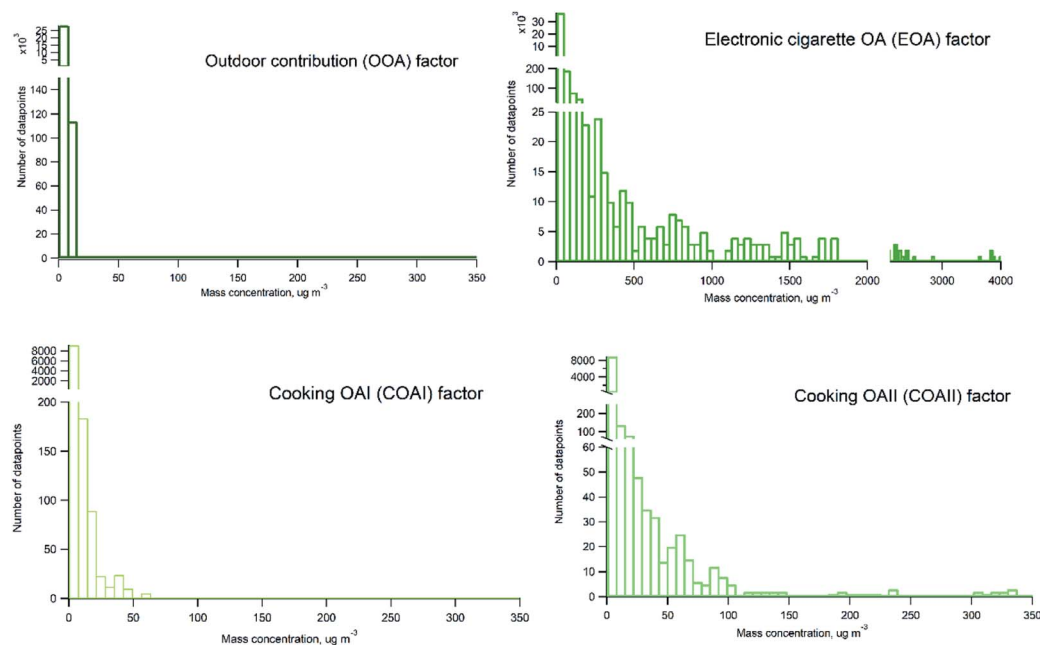 x10³
25
20
15
10
5
Outdoor contribution (OOA) factor
140
120
100
80
60
40
20
0
Number of datapoints
0 50 100 150 200 250 300 350
Mass concentration, ug m⁻³
x10³
30
20
10
Electronic cigarette OA (EOA) factor
200
100
25
20
15
10
5
0
Number of datapoints
0 500 1000 1500 2000 3000 4000
Mass concentration, ug m⁻³
8000
6000
4000
2000
Cooking OAI (COAI) factor
200
150
100
50
0
Number of datapoints
0 50 100 150 200 250 300 350
Mass concentration, ug m⁻³
8000
4000
Cooking OAII (COAII) factor
200
100
60
50
40
30
20
10
0
Number of datapoints
0 50 100 150 200 250 300 350
Mass concentration, ug m⁻³